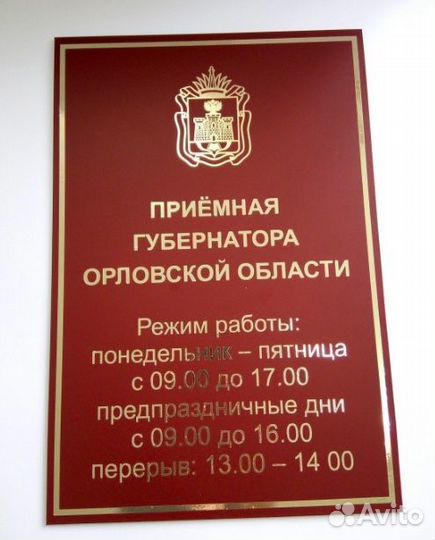 ПРИЁМНАЯ
ГУБЕРНАТОРА
ОРЛОВСКОЙ ОБЛАСТИ
Режим работы:
понедельник – пятница
с 09.00 до 17.00
предпраздничные дни
с 09.00 до 16.00
перерыв: 13.00 – 14 00
Avito